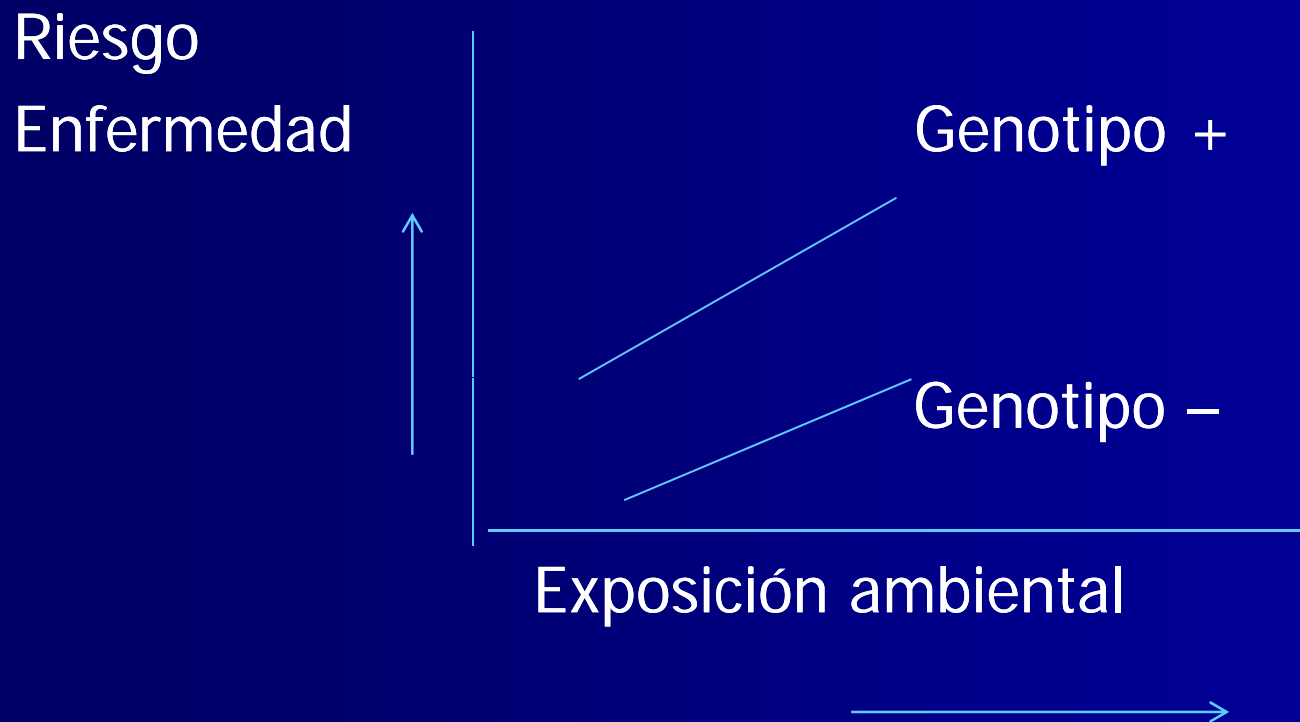 Riesgo
Enfermedad
Genotipo +
Genotipo –
Exposición ambiental